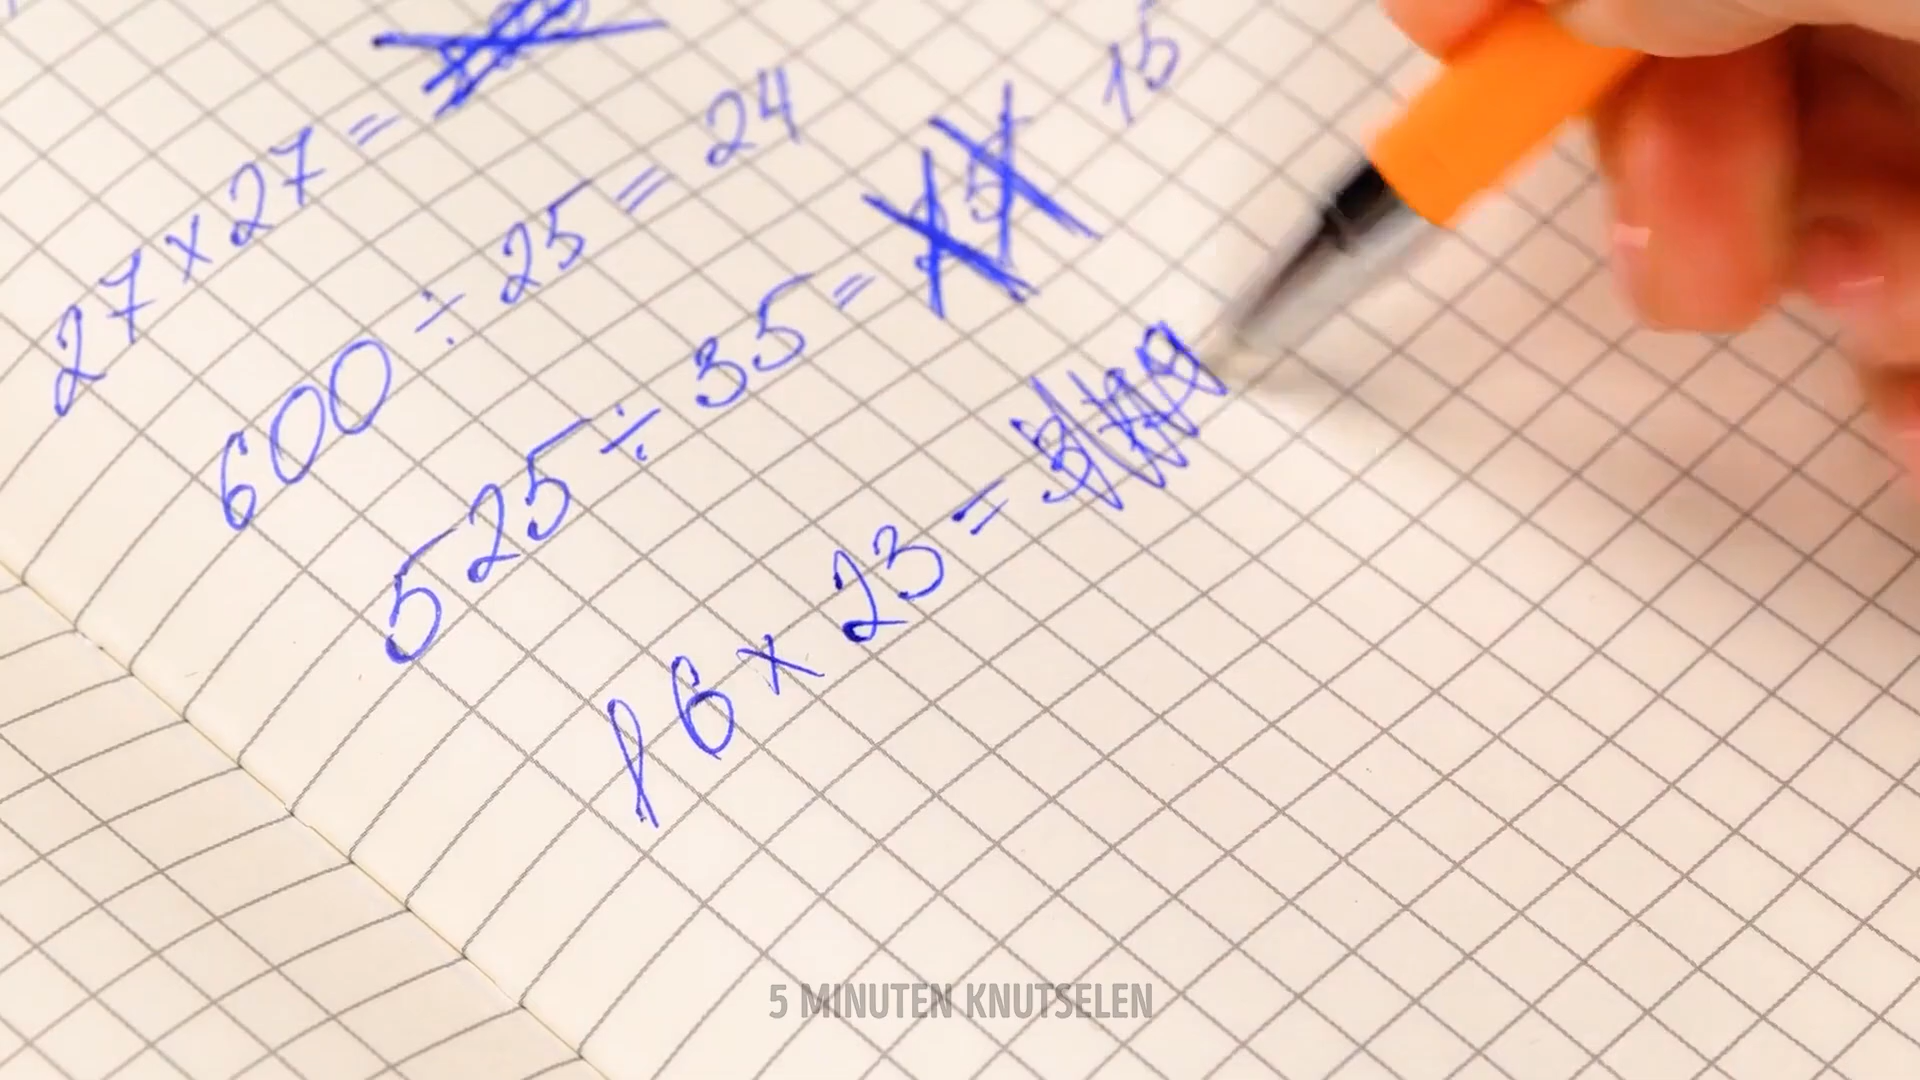 27 × 27 =
600 ÷ 25 = 24
525 ÷ 35 = 15
16 × 23 =
5 MINUTEN KNUTSELEN